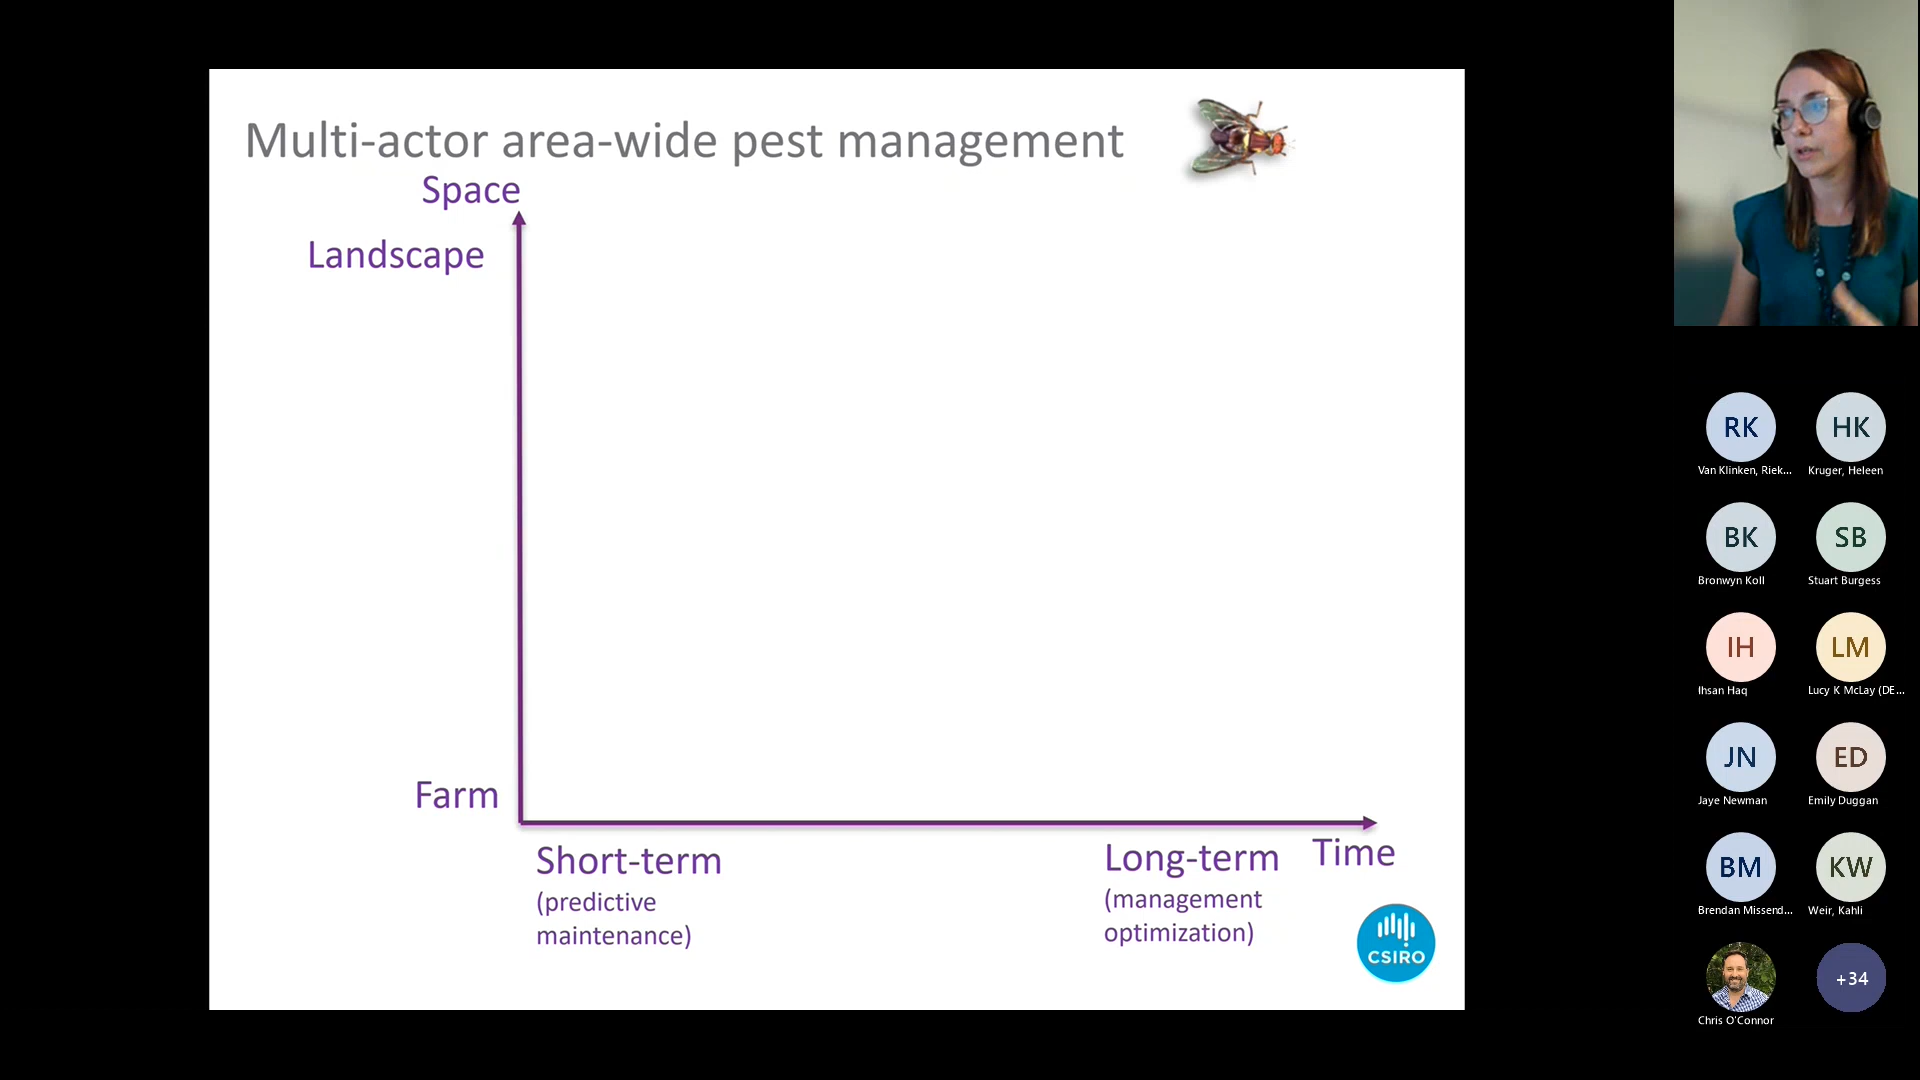 Multi-actor area-wide pest management
Space
Landscape
Farm
Short-term
(predictive
maintenance)
Long-term
(management
optimization)
Time
CSIRO
RK
Van Klinken, Riek...
HK
Kruger, Heleen
BK
Bronwyn Koll
SB
Stuart Burgess
IH
Ihsan Haq
LM
Lucy K McLay (DE...
JN
Jaye Newman
ED
Emily Duggan
BM
Brendan Missend...
KW
Weir, Kahli
Chris O'Connor
+34